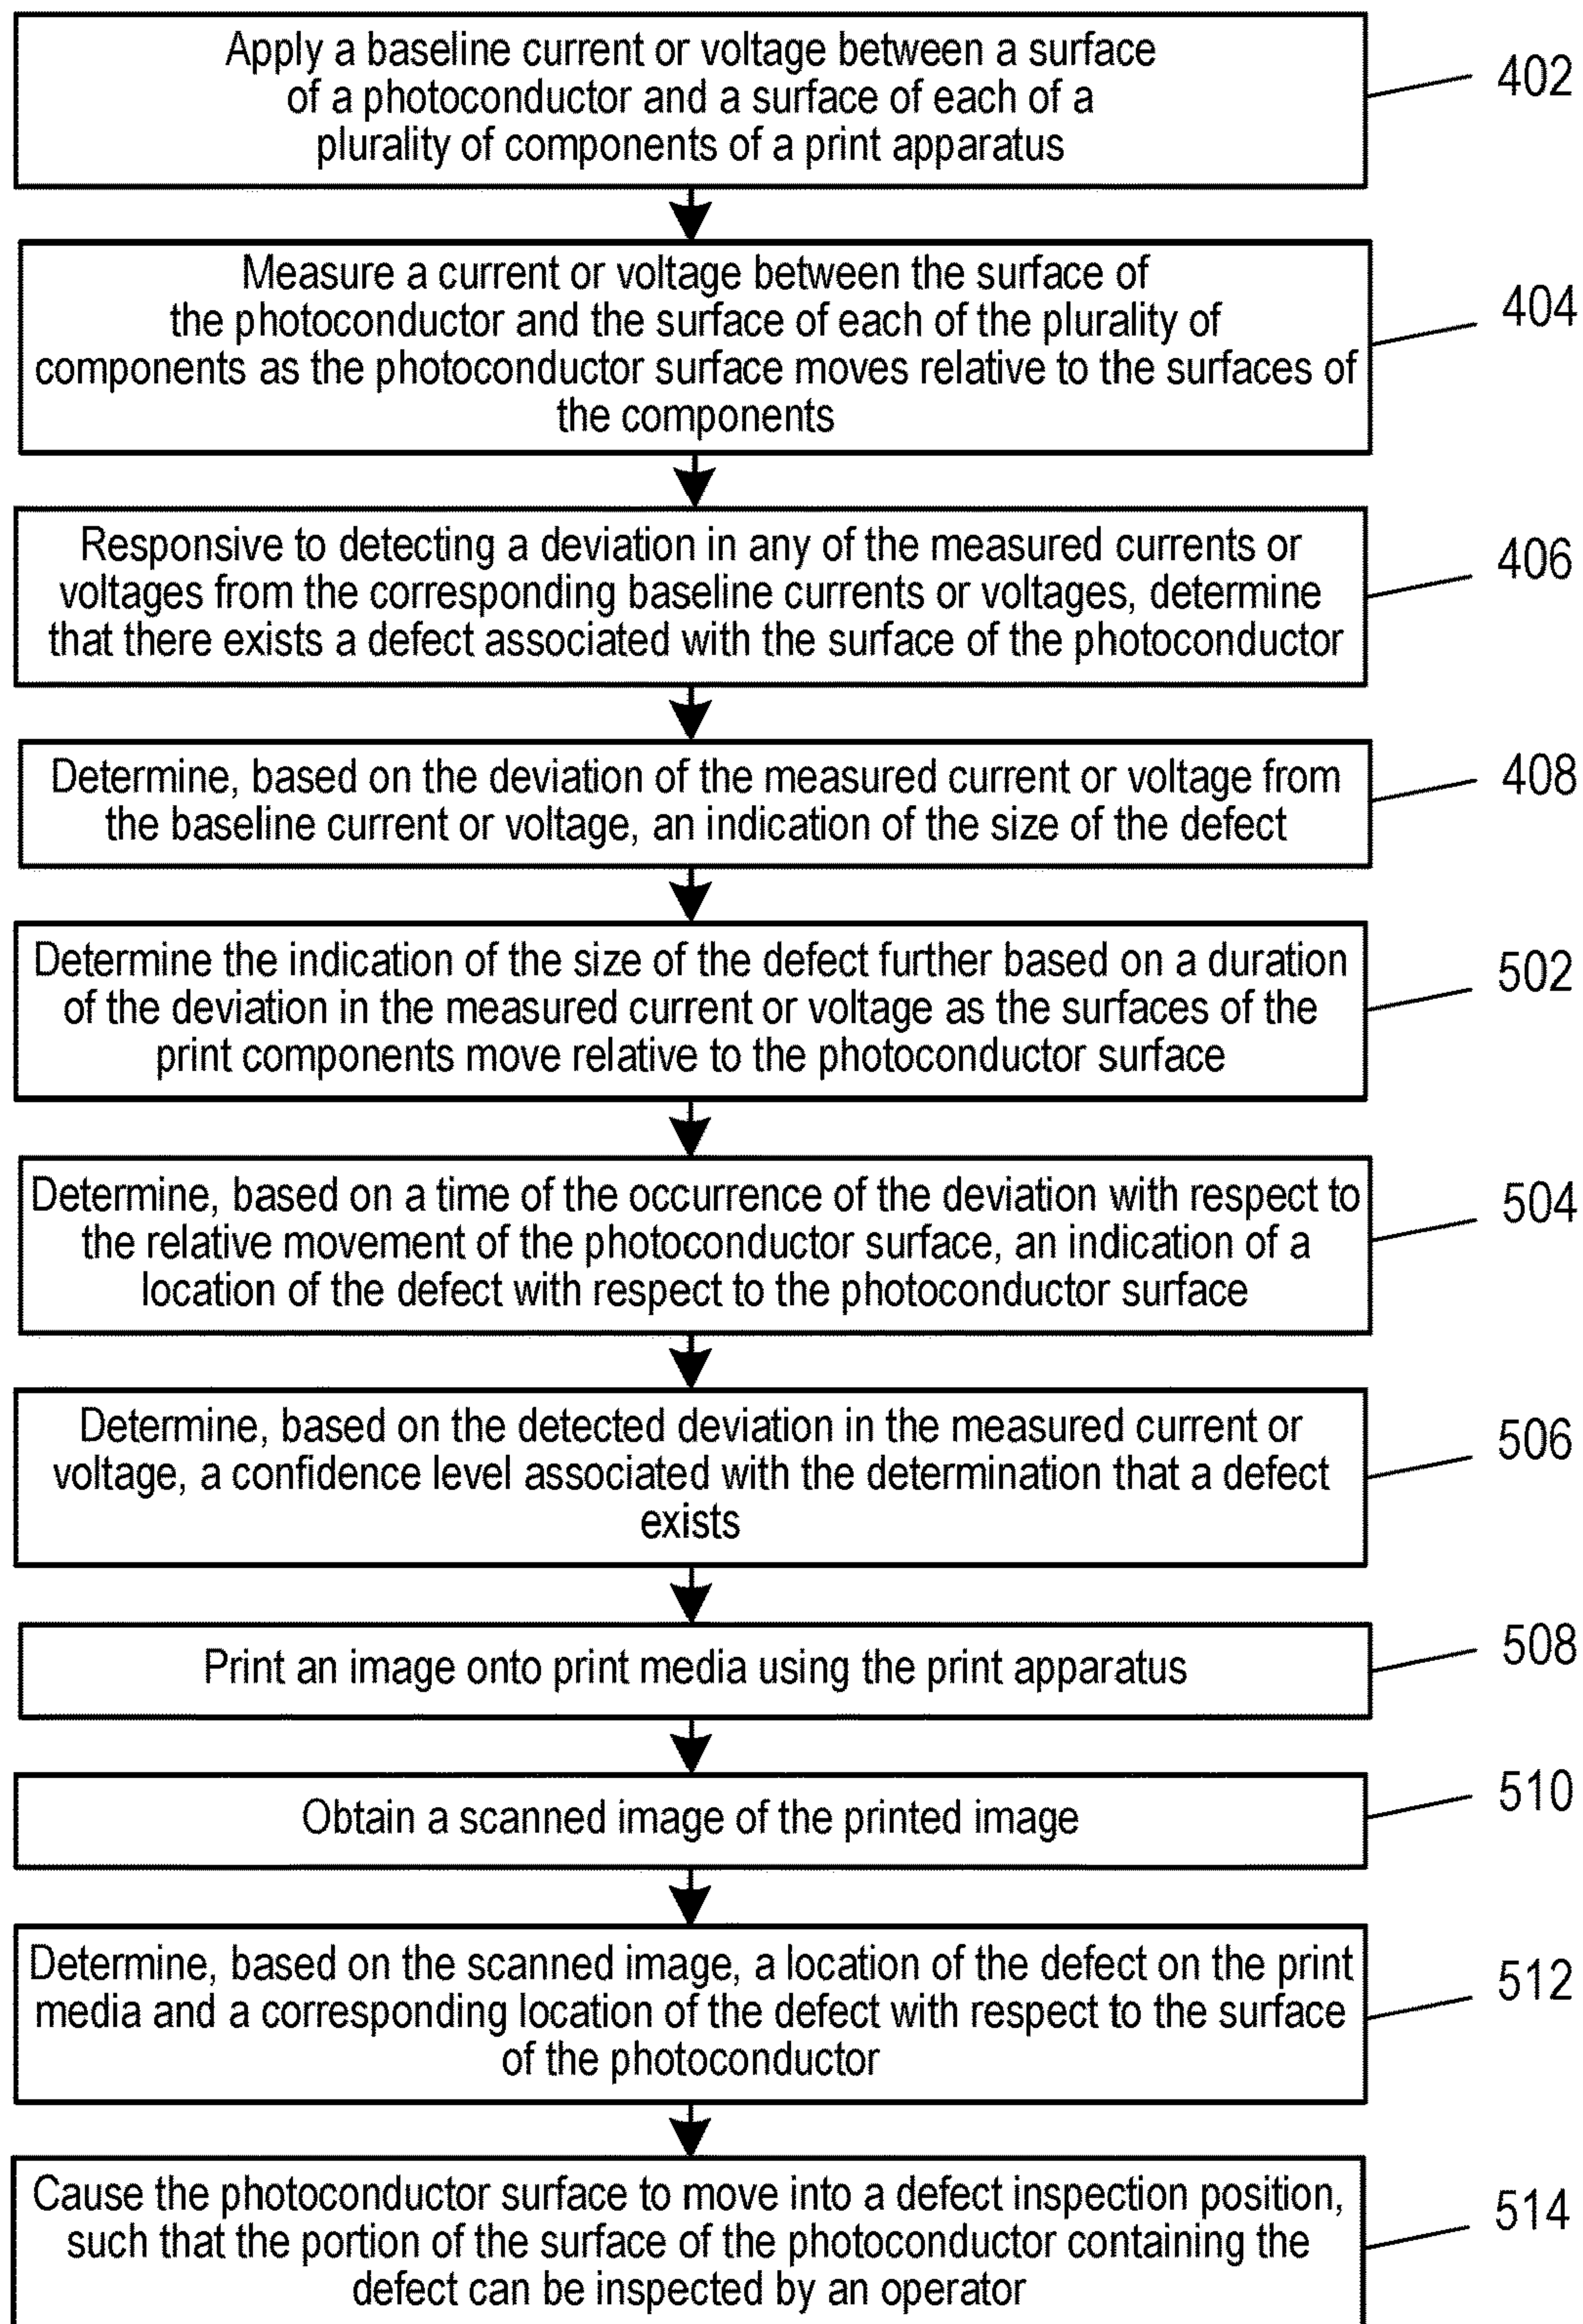 Apply a baseline current or voltage between a surface
of a photoconductor and a surface of each of a
plurality of components of a print apparatus
402
Measure a current or voltage between the surface of
the photoconductor and the surface of each of the plurality of
components as the photoconductor surface moves relative to the surfaces of
the components
404
Responsive to detecting a deviation in any of the measured currents or
voltages from the corresponding baseline currents or voltages, determine
that there exists a defect associated with the surface of the photoconductor
406
Determine, based on the deviation of the measured current or voltage from
the baseline current or voltage, an indication of the size of the defect
408
Determine the indication of the size of the defect further based on a duration
of the deviation in the measured current or voltage as the surfaces of the
print components move relative to the photoconductor surface
502
Determine, based on a time of the occurrence of the deviation with respect to
the relative movement of the photoconductor surface, an indication of a
location of the defect with respect to the photoconductor surface
504
Determine, based on the detected deviation in the measured current or
voltage, a confidence level associated with the determination that a defect
exists
506
Print an image onto print media using the print apparatus
508
Obtain a scanned image of the printed image
510
Determine, based on the scanned image, a location of the defect on the print
media and a corresponding location of the defect with respect to the surface
of the photoconductor
512
Cause the photoconductor surface to move into a defect inspection position,
such that the portion of the surface of the photoconductor containing the
defect can be inspected by an operator
514